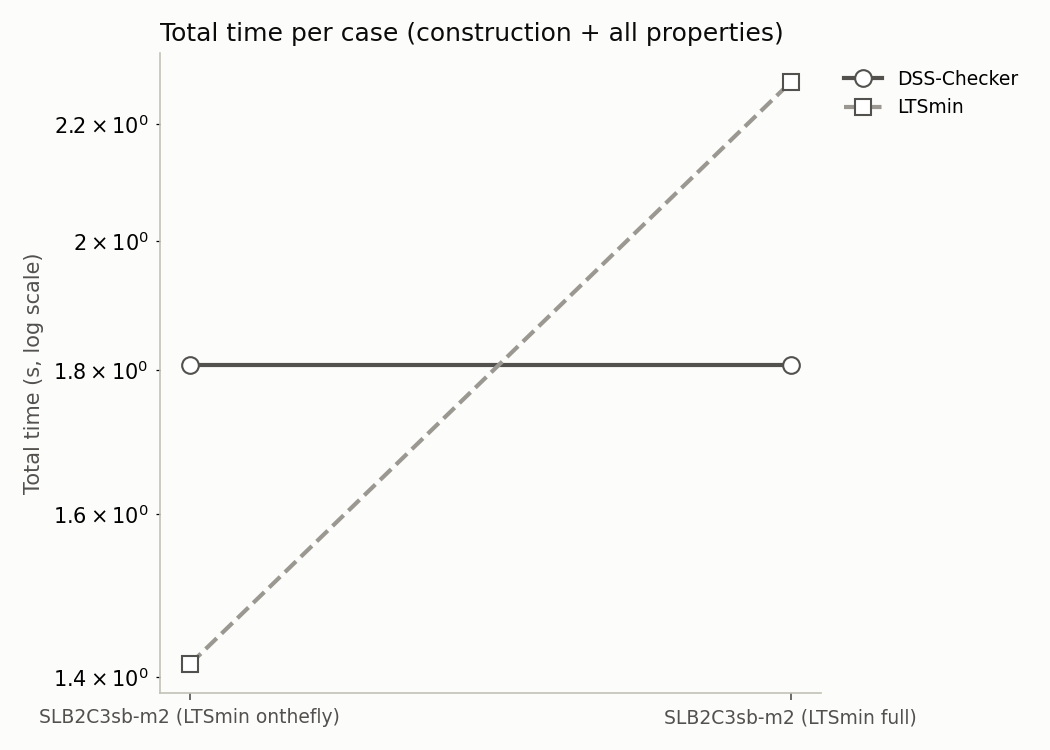 Total time per case (construction + all properties)
DSS-Checker
LTSmin
2.2 × 10⁰
2 × 10⁰
1.8 × 10⁰
1.6 × 10⁰
1.4 × 10⁰
Total time (s, log scale)
SLB2C3sb-m2 (LTSmin onthefly)
SLB2C3sb-m2 (LTSmin full)